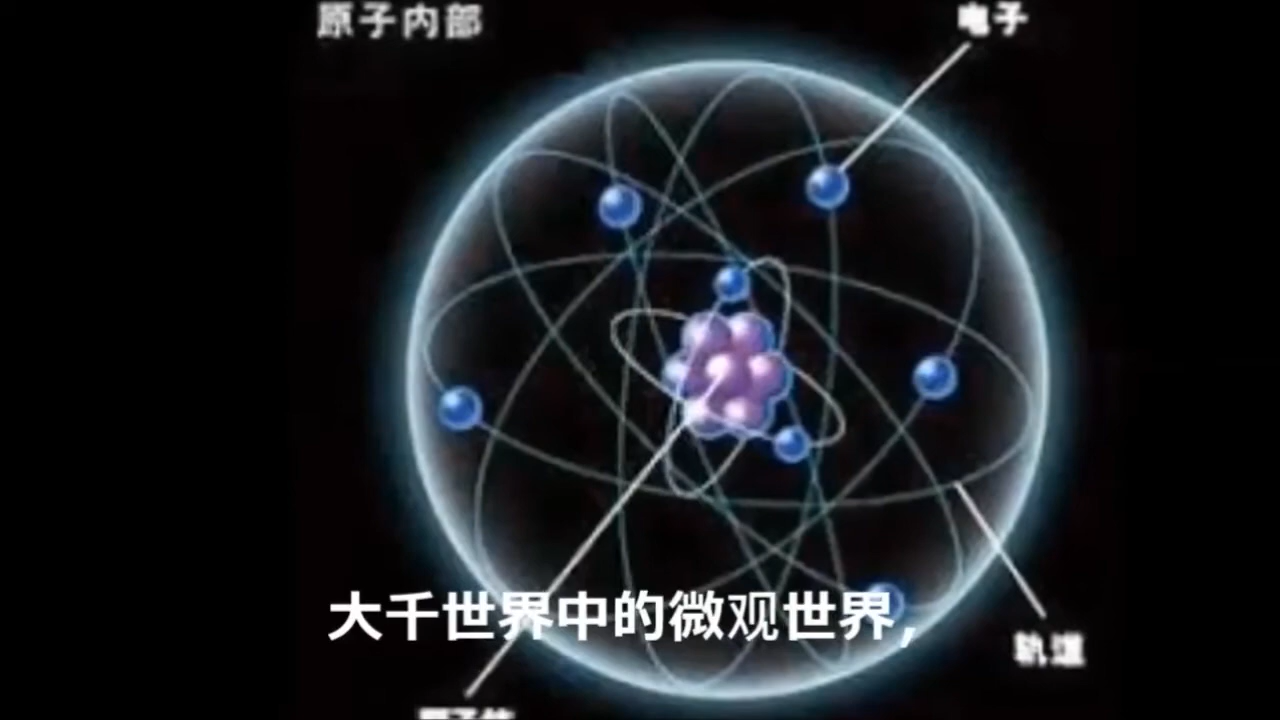 原子内部
电子
大千世界中的微观世界,
轨道